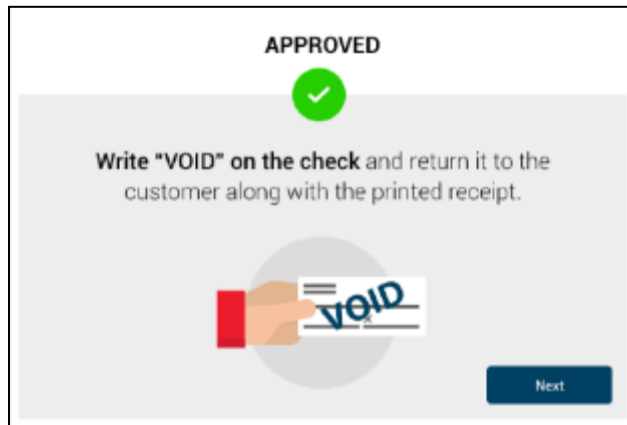 APPROVED
Write "VOID" on the check and return it to the
customer along with the printed receipt.
VOID
x
Next